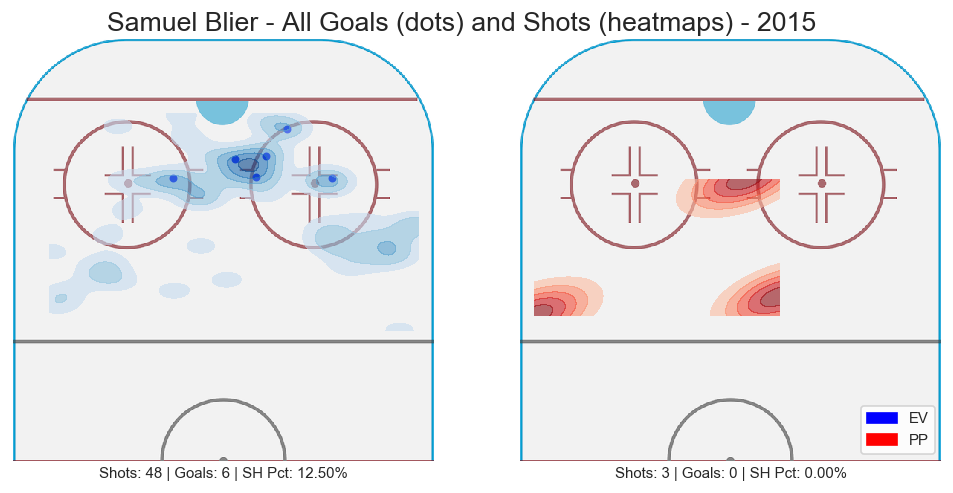 Samuel Blier - All Goals (dots) and Shots (heatmaps) - 2015
EV
PP
Shots: 48 | Goals: 6 | SH Pct: 12.50%
Shots: 3 | Goals: 0 | SH Pct: 0.00%